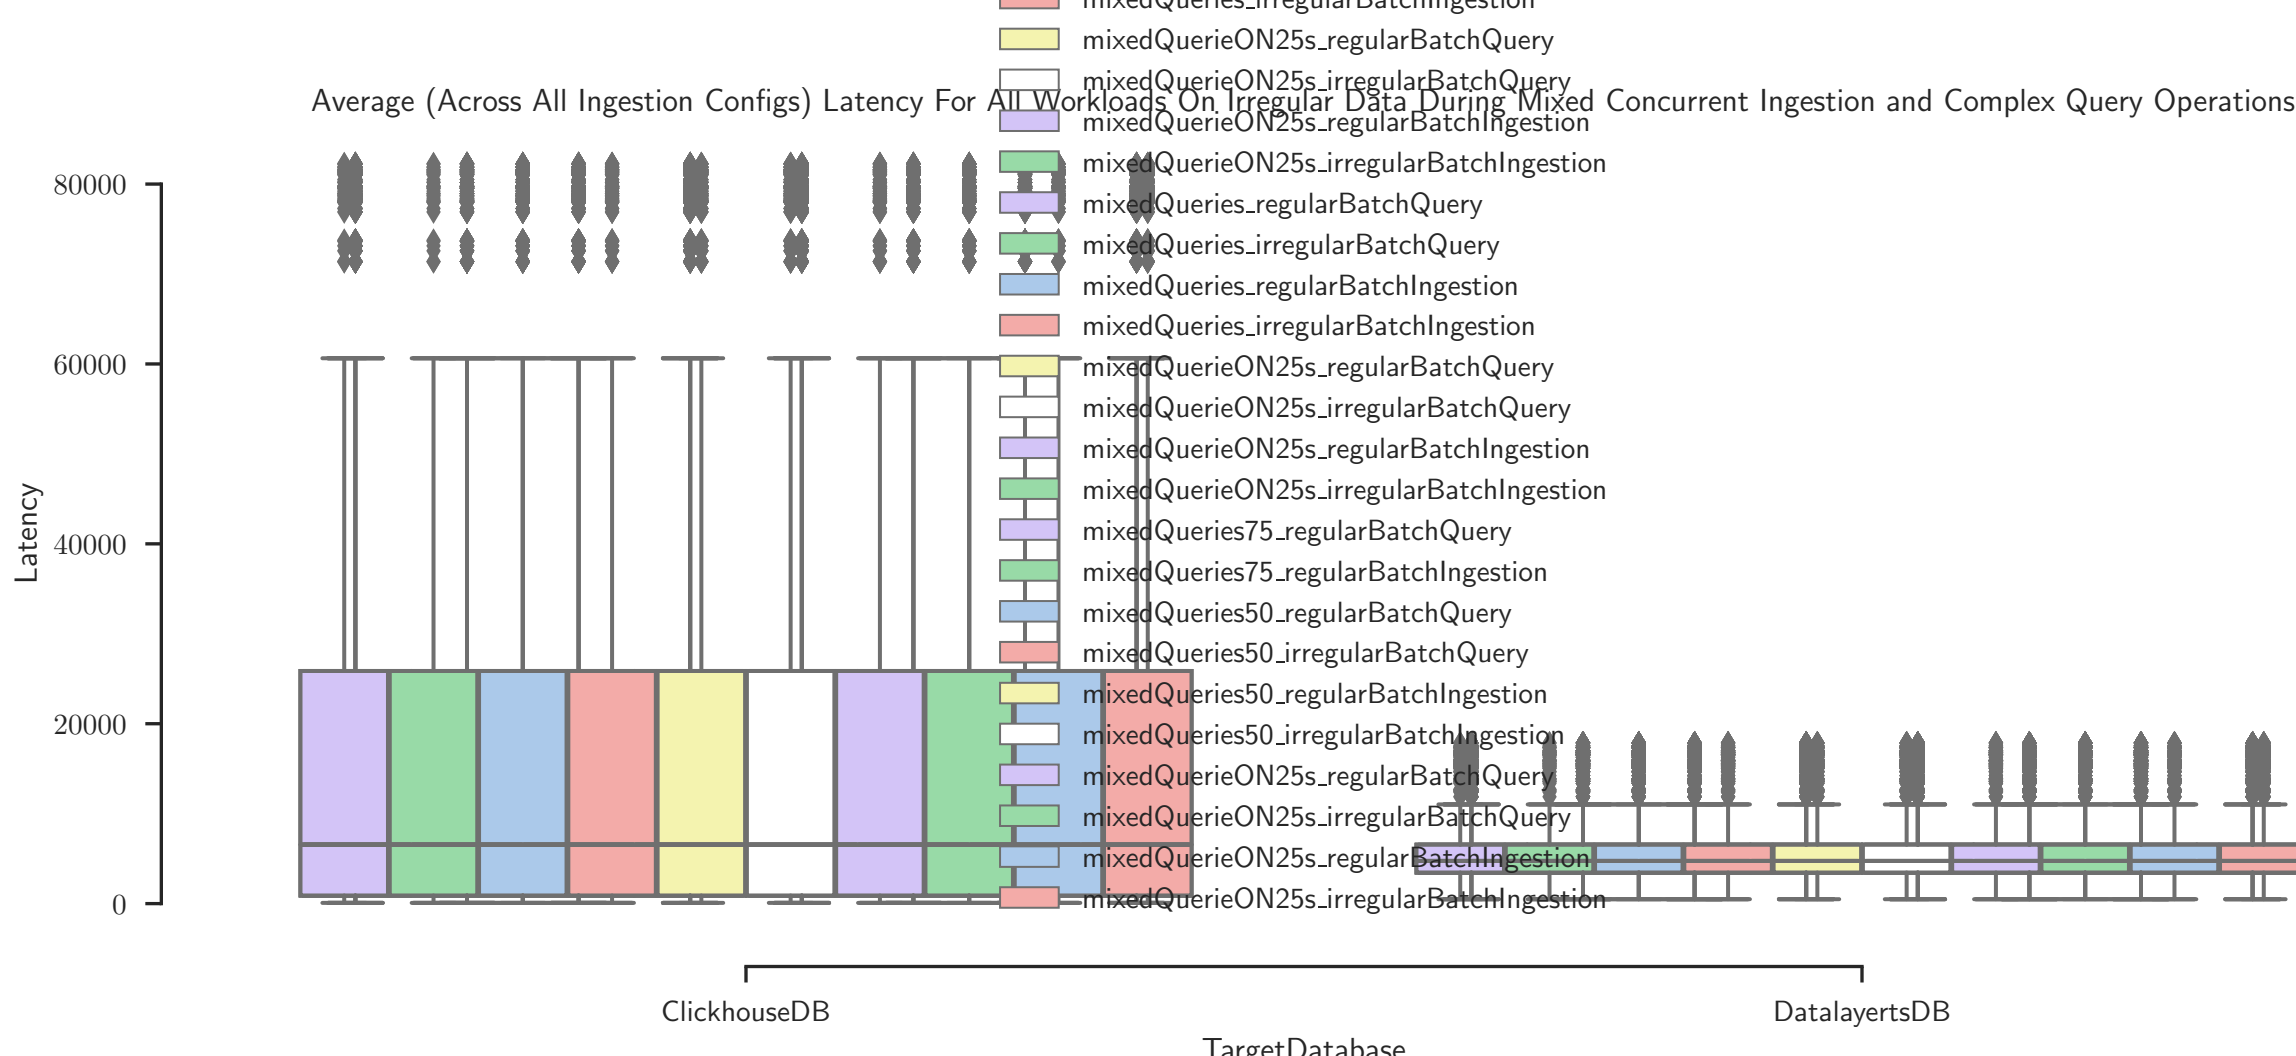 mixedQueries_irregularBatchIngestion
mixedQuerieON25s_regularBatchQuery
mixedQuerieON25s_irregularBatchQuery
Average (Across All Ingestion Configs) Latency For All Workloads On Irregular Data During Mixed Concurrent Ingestion and Complex Query Operations
mixedQuerieON25s_regularBatchIngestion
mixedQuerieON25s_irregularBatchIngestion
mixedQueries_regularBatchQuery
mixedQueries_irregularBatchQuery
mixedQueries_regularBatchIngestion
mixedQueries_irregularBatchIngestion
mixedQuerieON25s_regularBatchQuery
mixedQuerieON25s_irregularBatchQuery
mixedQuerieON25s_regularBatchIngestion
mixedQuerieON25s_irregularBatchIngestion
mixedQueries75_regularBatchQuery
mixedQueries75_regularBatchIngestion
mixedQueries50_regularBatchQuery
mixedQueries50_irregularBatchQuery
mixedQueries50_regularBatchIngestion
mixedQueries50_irregularBatchIngestion
mixedQuerieON25s_regularBatchQuery
mixedQuerieON25s_irregularBatchQuery
mixedQuerieON25s_regularBatchIngestion
mixedQuerieON25s_irregularBatchIngestion
80000
60000
40000
20000
0
Latency
ClickhouseDB
DatalayertsDB
TargetDatabase